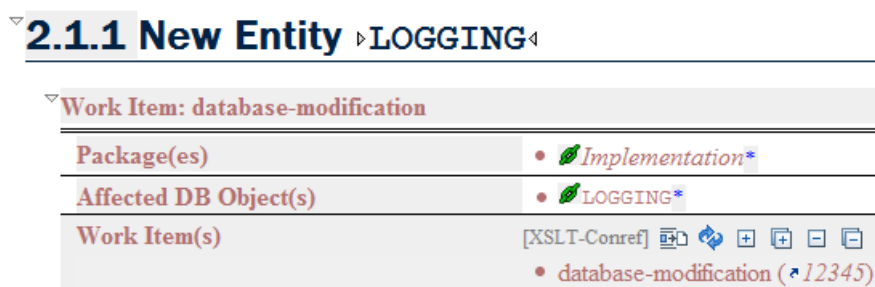 2.1.1 New Entity LOGGING
Work Item: database-modification
Package(es)
• Implementation*
Affected DB Object(s)
• LOGGING*
Work Item(s)
[XSLT-Conref]
• database-modification (12345)